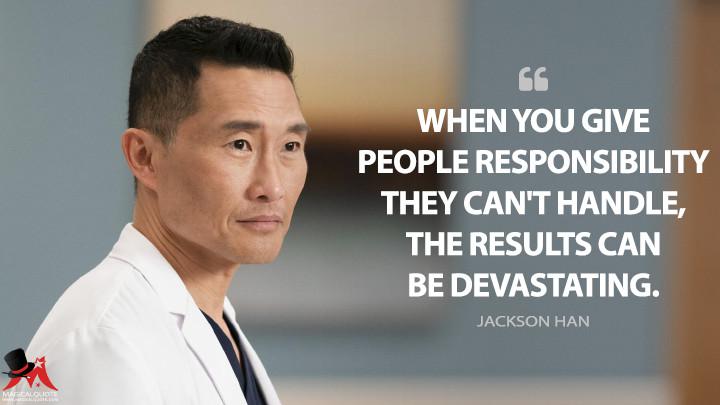 ❝
WHEN YOU GIVE
PEOPLE RESPONSIBILITY
THEY CAN'T HANDLE,
THE RESULTS CAN
BE DEVASTATING.
JACKSON HAN
MAGICALQUOTE
WWW.MAGICALQUOTE.COM